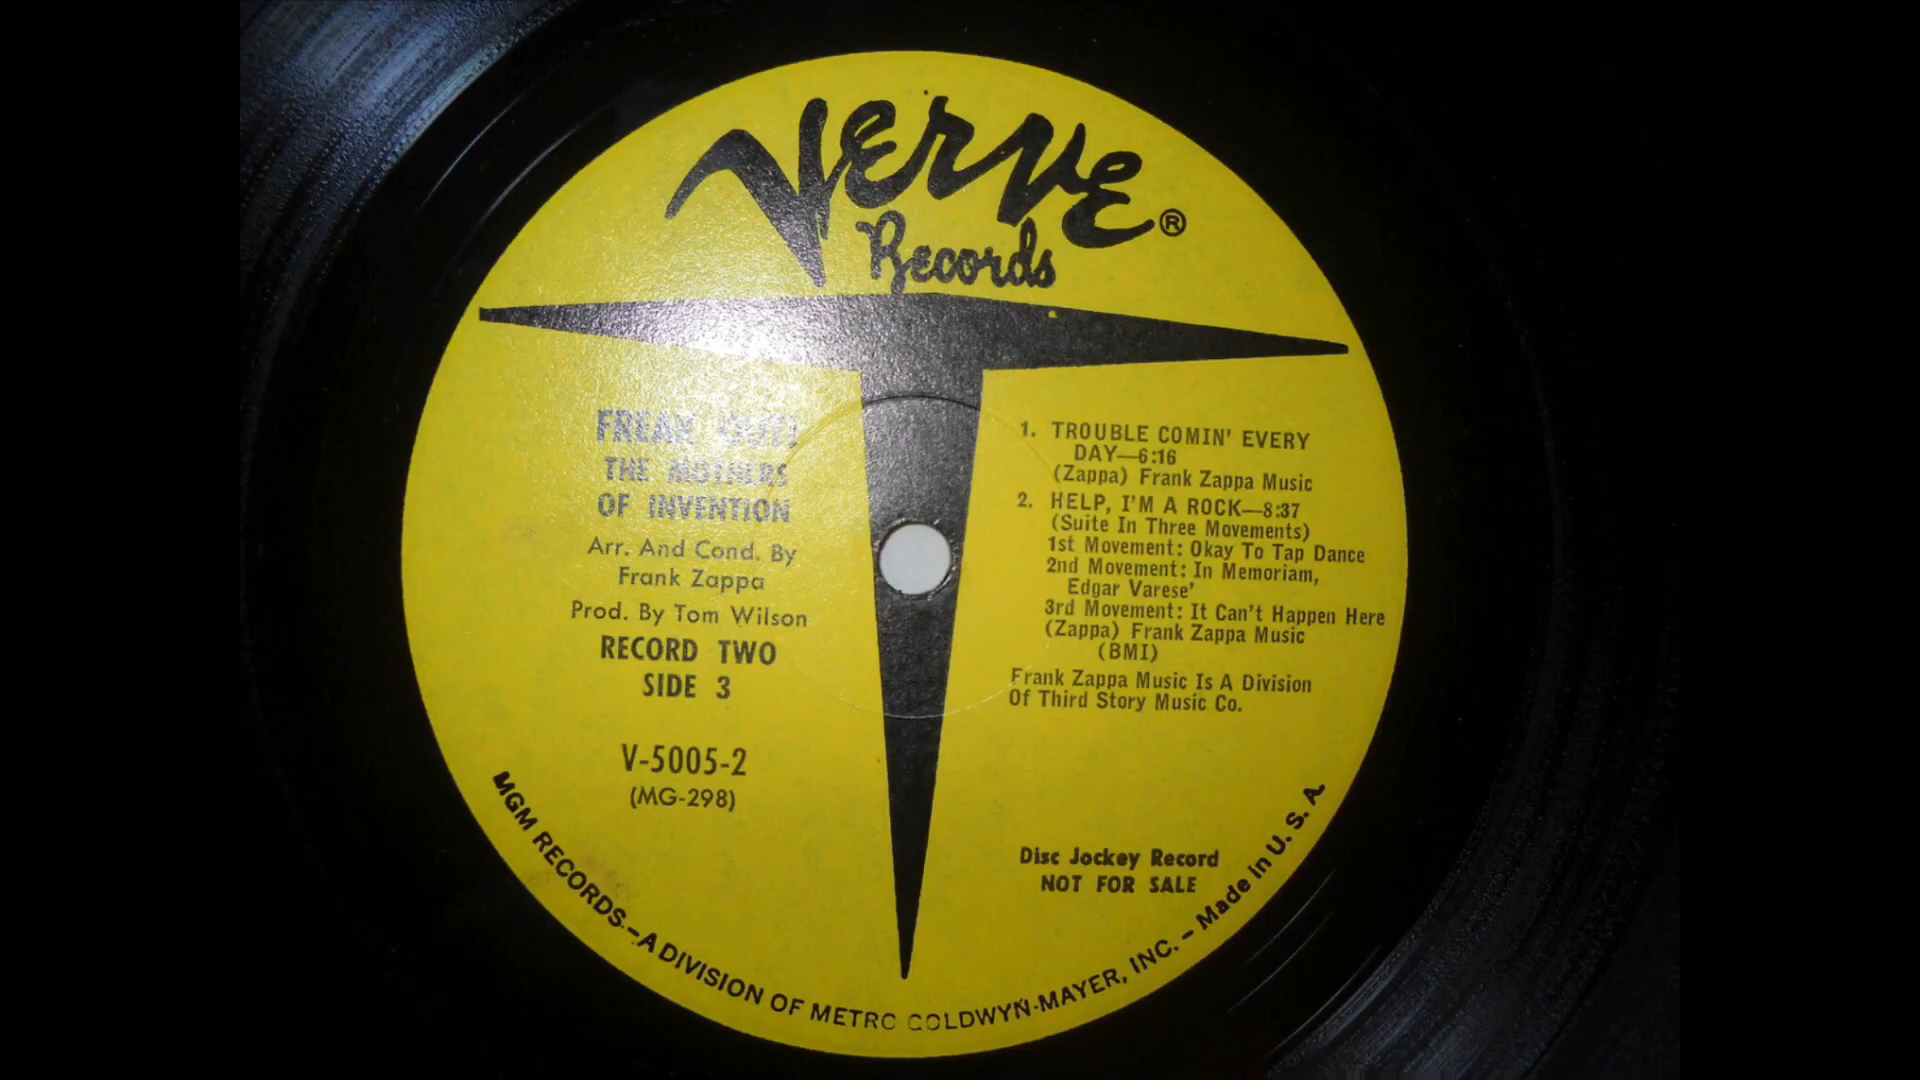 Verve ®
Records
FREAK OUT!
THE MOTHERS
OF INVENTION
Arr. And Cond. By
Frank Zappa
Prod. By Tom Wilson
RECORD TWO
SIDE 3
V-5005-2
(MG-298)
1. TROUBLE COMIN' EVERY
DAY—6:16
(Zappa) Frank Zappa Music
2. HELP, I'M A ROCK—8:37
(Suite In Three Movements)
1st Movement: Okay To Tap Dance
2nd Movement: In Memoriam,
Edgar Varese'
3rd Movement: It Can't Happen Here
(Zappa) Frank Zappa Music
(BMI)
Frank Zappa Music Is A Division
Of Third Story Music Co.
Disc Jockey Record
NOT FOR SALE
MGM RECORDS – A DIVISION OF METRO GOLDWYN-MAYER, INC. – Made in U. S. A.